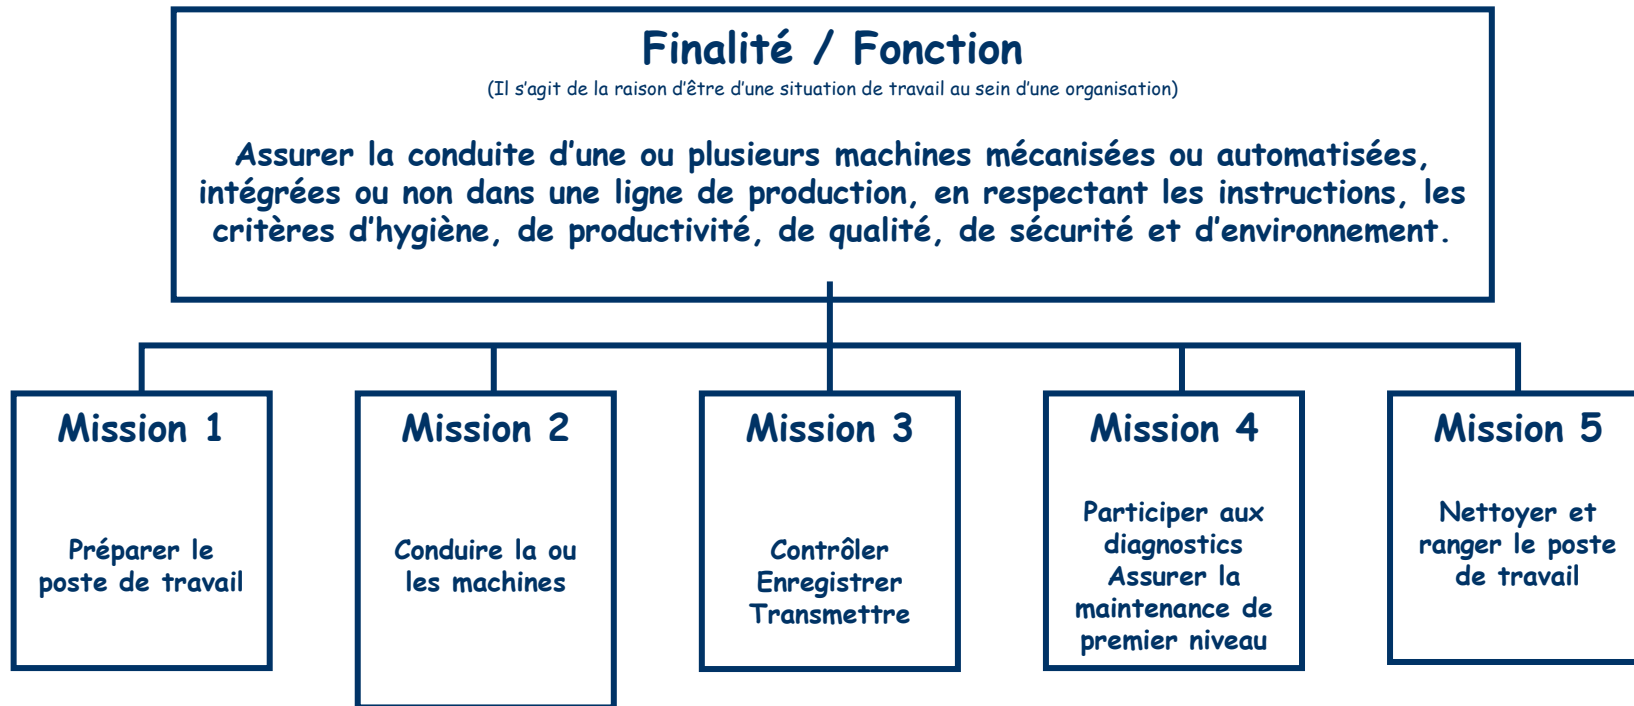 Finalité / Fonction
(Il s'agit de la raison d'être d'une situation de travail au sein d'une organisation)
Assurer la conduite d'une ou plusieurs machines mécanisées ou automatisées,
intégrées ou non dans une ligne de production, en respectant les instructions, les
critères d'hygiène, de productivité, de qualité, de sécurité et d'environnement.
Mission 1
Préparer le
poste de travail
Mission 2
Conduire la ou
les machines
Mission 3
Contrôler
Enregistrer
Transmettre
Mission 4
Participer aux
diagnostics
Assurer la
maintenance de
premier niveau
Mission 5
Nettoyer et
ranger le poste
de travail